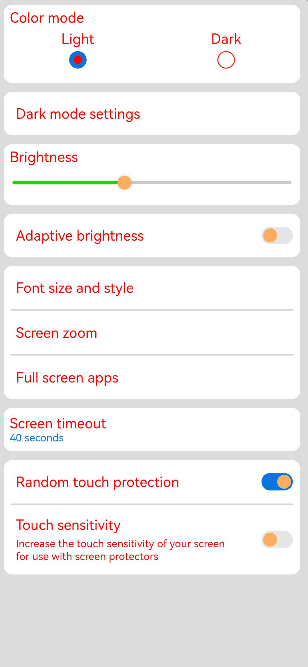 Color mode
Light
Dark
Dark mode settings
Brightness
Adaptive brightness
Font size and style
Screen zoom
Full screen apps
Screen timeout
40 seconds
Random touch protection
Touch sensitivity
Increase the touch sensitivity of your screen
for use with screen protectors